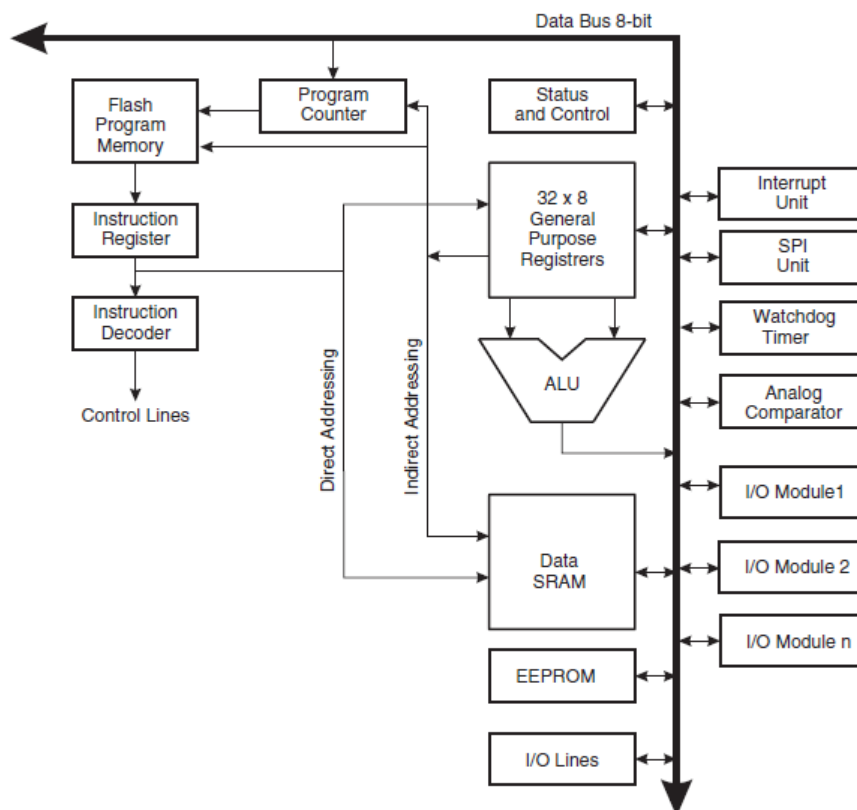 Data Bus 8-bit
Flash
Program
Memory
Program
Counter
Status
and Control
Instruction
Register
32 x 8
General
Purpose
Registrers
Interrupt
Unit
SPI
Unit
Instruction
Decoder
Watchdog
Timer
ALU
Analog
Comparator
Control Lines
Direct Addressing
Indirect Addressing
I/O Module1
Data
SRAM
I/O Module 2
I/O Module n
EEPROM
I/O Lines